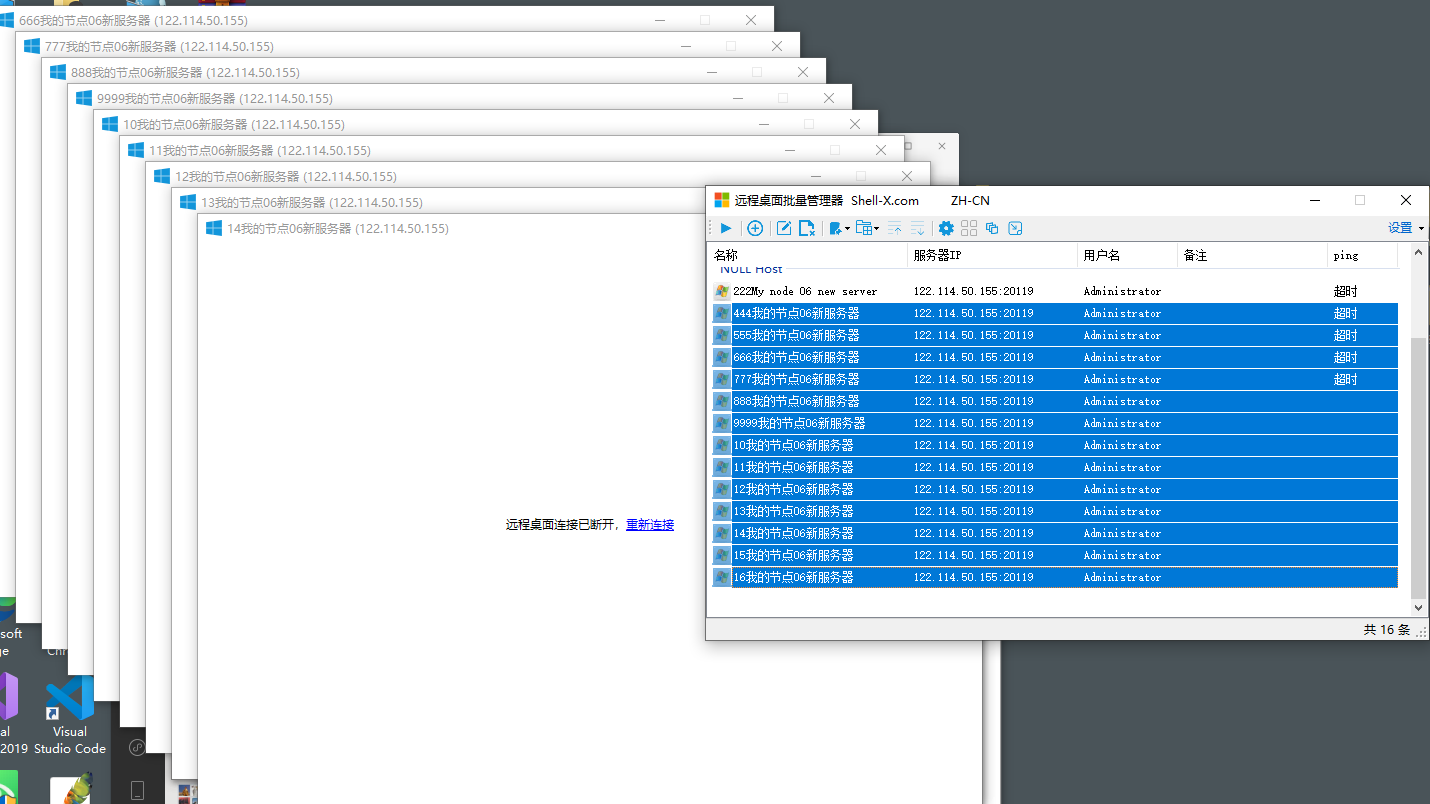 666我的节点06新服务器 (122.114.50.155)
777我的节点06新服务器 (122.114.50.155)
888我的节点06新服务器 (122.114.50.155)
9999我的节点06新服务器 (122.114.50.155)
10我的节点06新服务器 (122.114.50.155)
11我的节点06新服务器 (122.114.50.155)
12我的节点06新服务器 (122.114.50.155)
13我的节点06新服务器 (122.114.50.155)
14我的节点06新服务器 (122.114.50.155)
远程桌面连接已断开，重新连接
远程桌面批量管理器 Shell-X.com ZH-CN
设置
名称 服务器IP 用户名 备注 ping
NULL Host
222My node 06 new server 122.114.50.155:20119 Administrator 超时
444我的节点06新服务器 122.114.50.155:20119 Administrator 超时
555我的节点06新服务器 122.114.50.155:20119 Administrator 超时
666我的节点06新服务器 122.114.50.155:20119 Administrator 超时
777我的节点06新服务器 122.114.50.155:20119 Administrator 超时
888我的节点06新服务器 122.114.50.155:20119 Administrator
9999我的节点06新服务器 122.114.50.155:20119 Administrator
10我的节点06新服务器 122.114.50.155:20119 Administrator
11我的节点06新服务器 122.114.50.155:20119 Administrator
12我的节点06新服务器 122.114.50.155:20119 Administrator
13我的节点06新服务器 122.114.50.155:20119 Administrator
14我的节点06新服务器 122.114.50.155:20119 Administrator
15我的节点06新服务器 122.114.50.155:20119 Administrator
16我的节点06新服务器 122.114.50.155:20119 Administrator
共 16 条
soft
ge Chr
al Visual
2019 Studio Code